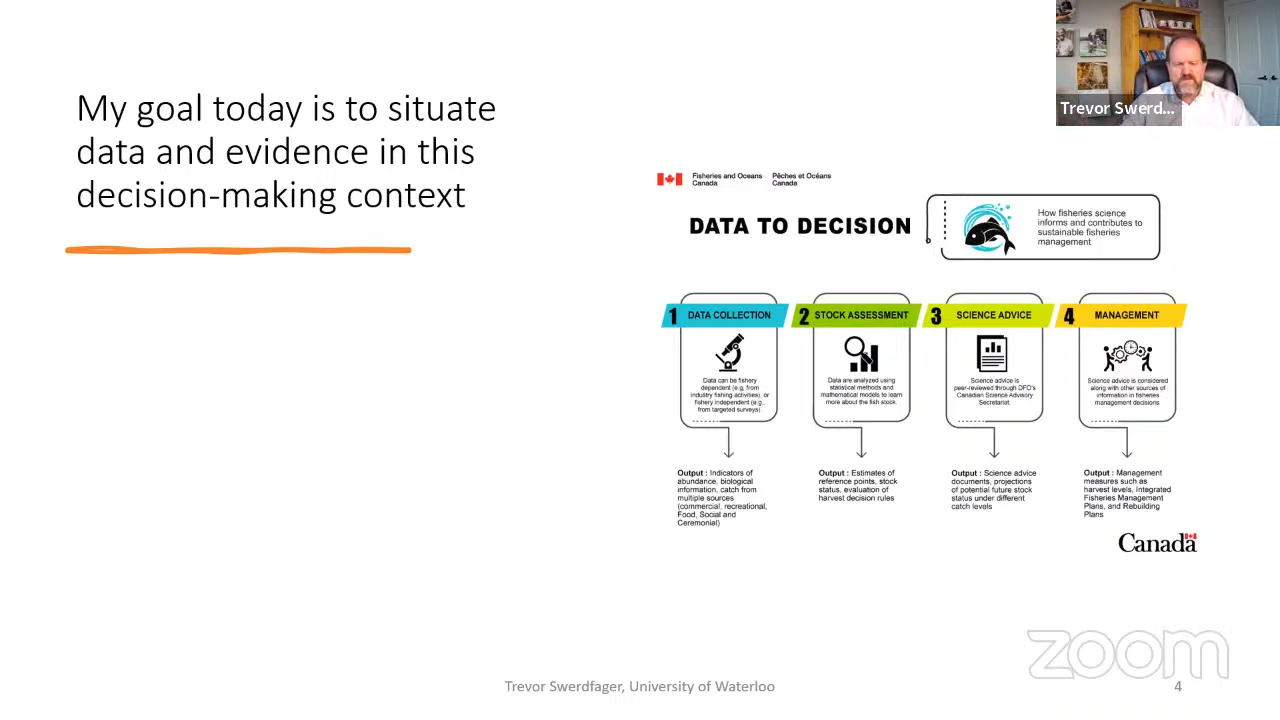 Trevor Swerd...
My goal today is to situate
data and evidence in this
decision-making context
Fisheries and Oceans
Canada
Pêches et Océans
Canada
DATA TO DECISION
How fisheries science
informs and contributes to
sustainable fisheries
management
1 DATA COLLECTION
Data can be fishery
dependent (e.g, from
industry fishing activities), or
fishery independent (e.g.,
from targeted surveys).
Output : Indicators of
abundance, biological
information, catch from
multiple sources
(commercial, recreational,
Food, Social and
Ceremonial)
2 STOCK ASSESSMENT
Data are analyzed using
statistical methods and
mathematical models to learn
more about the fish stock.
Output : Estimates of
reference points, stock
status, evaluation of
harvest decision rules
3 SCIENCE ADVICE
Science advice is
peer-reviewed through DFO's
Canadian Science Advisory
Secretariat.
Output : Science advice
documents, projections
of potential future stock
status under different
catch levels
4 MANAGEMENT
Science advice is considered
along with other sources of
information in fisheries
management decisions
Output : Management
measures such as
harvest levels, Integrated
Fisheries Management
Plans, and Rebuilding
Plans
Canada
zoom
Trevor Swerdfager, University of Waterloo
4